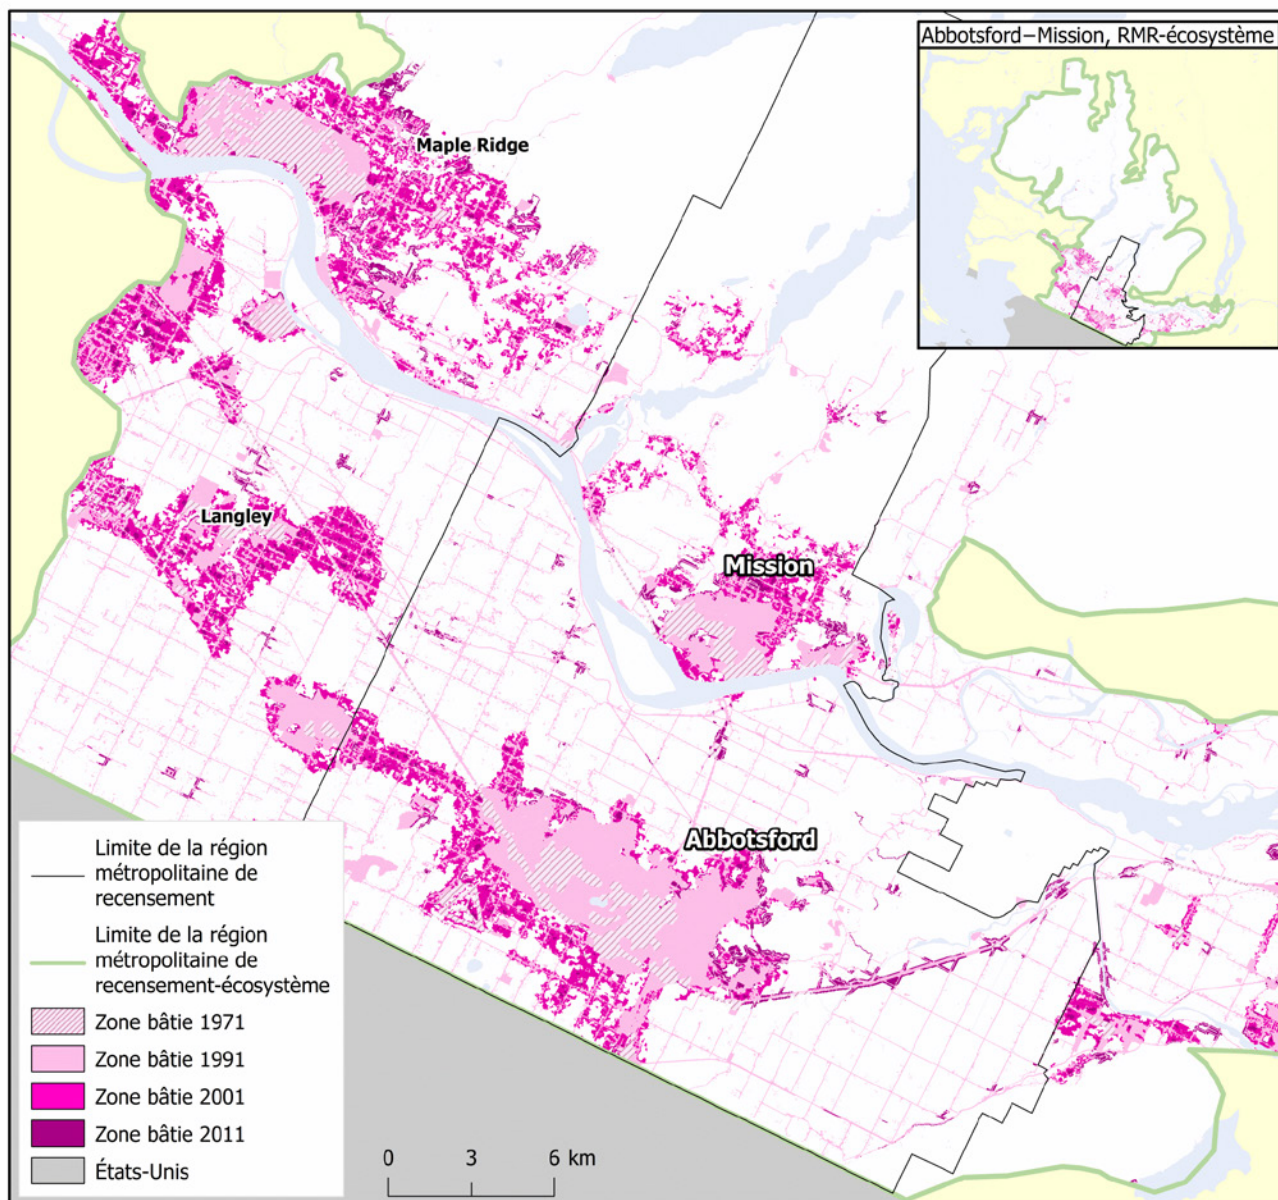 Abbotsford–Mission, RMR-écosystème
Maple Ridge
Langley
Mission
Abbotsford
Limite de la région
métropolitaine de
recensement
Limite de la région
métropolitaine de
recensement-écosystème
Zone bâtie 1971
Zone bâtie 1991
Zone bâtie 2001
Zone bâtie 2011
États-Unis
0 3 6 km